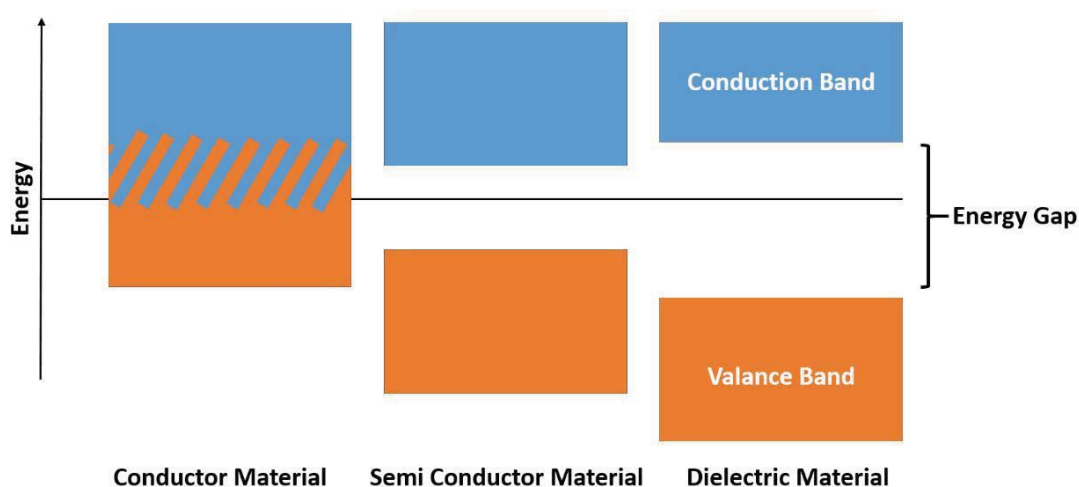 Energy
Conduction Band
Energy Gap
Valance Band
Conductor Material
Semi Conductor Material
Dielectric Material